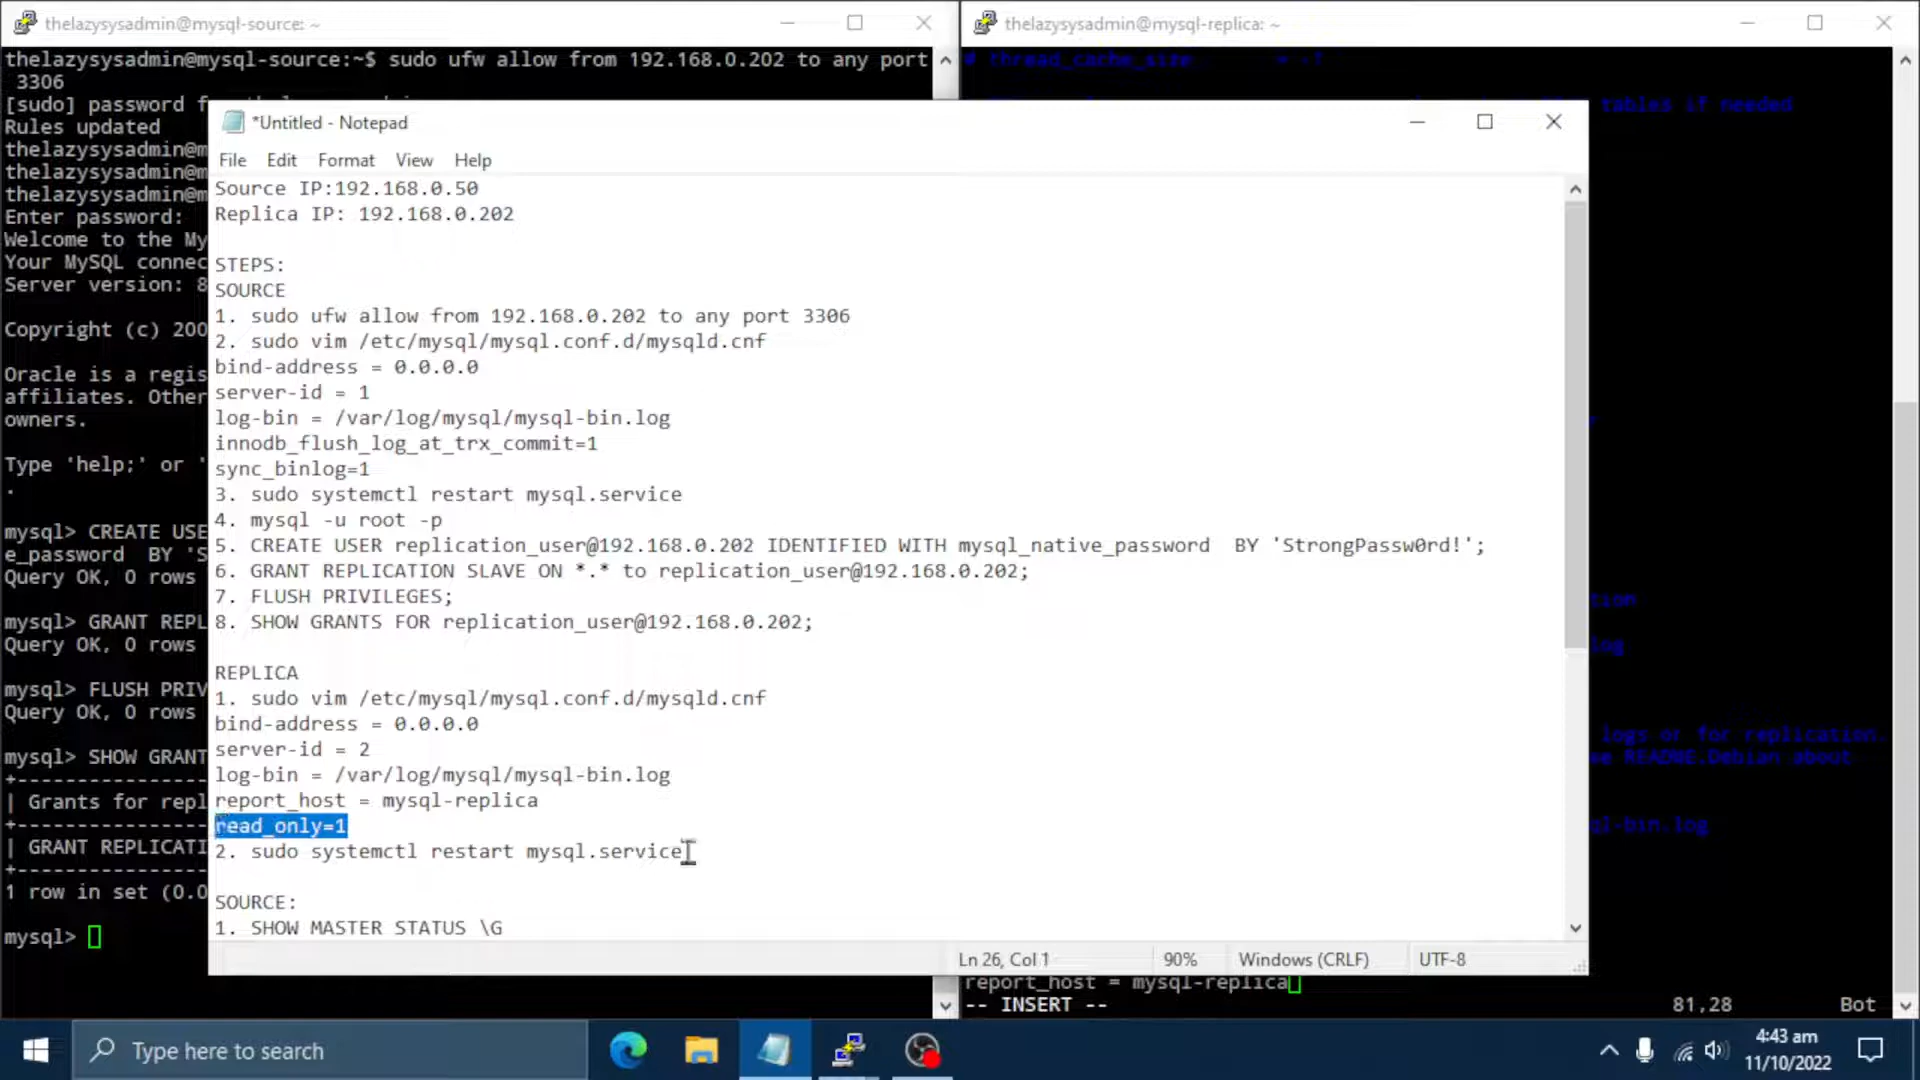 thelazysysadmin@mysql-source: ~
thelazysysadmin@mysql-source:~$ sudo ufw allow from 192.168.0.202 to any port
3306
[sudo] password f
Rules updated
thelazysysadmin@m
thelazysysadmin@m
thelazysysadmin@m
Enter password:
Welcome to the My
Your MySQL connec
Server version: 8
Copyright (c) 200
Oracle is a regis
affiliates. Other
owners.
Type 'help;' or '
.
mysql> CREATE USE
e_password  BY 'S
Query OK, 0 rows
mysql> GRANT REPL
Query OK, 0 rows
mysql> FLUSH PRIV
Query OK, 0 rows
mysql> SHOW GRANT
+----------------
| Grants for repl
+----------------
| GRANT REPLICATI
+----------------
1 row in set (0.0
mysql>
thelazysysadmin@mysql-replica: ~
# thread_cache_size = -1
tables if needed
tion
log
logs or for replication.
ee README.Debian about
ql-bin.log
report_host = mysql-replica
-- INSERT --
81,28
Bot
*Untitled - Notepad
File Edit Format View Help
Source IP:192.168.0.50
Replica IP: 192.168.0.202
STEPS:
SOURCE
1. sudo ufw allow from 192.168.0.202 to any port 3306
2. sudo vim /etc/mysql/mysql.conf.d/mysqld.cnf
bind-address = 0.0.0.0
server-id = 1
log-bin = /var/log/mysql/mysql-bin.log
innodb_flush_log_at_trx_commit=1
sync_binlog=1
3. sudo systemctl restart mysql.service
4. mysql -u root -p
5. CREATE USER replication_user@192.168.0.202 IDENTIFIED WITH mysql_native_password  BY 'StrongPassw0rd!';
6. GRANT REPLICATION SLAVE ON *.* to replication_user@192.168.0.202;
7. FLUSH PRIVILEGES;
8. SHOW GRANTS FOR replication_user@192.168.0.202;
REPLICA
1. sudo vim /etc/mysql/mysql.conf.d/mysqld.cnf
bind-address = 0.0.0.0
server-id = 2
log-bin = /var/log/mysql/mysql-bin.log
report_host = mysql-replica
read_only=1
2. sudo systemctl restart mysql.service
SOURCE:
1. SHOW MASTER STATUS \G
Ln 26, Col 1
90%
Windows (CRLF)
UTF-8
Type here to search
4:43 am
11/10/2022